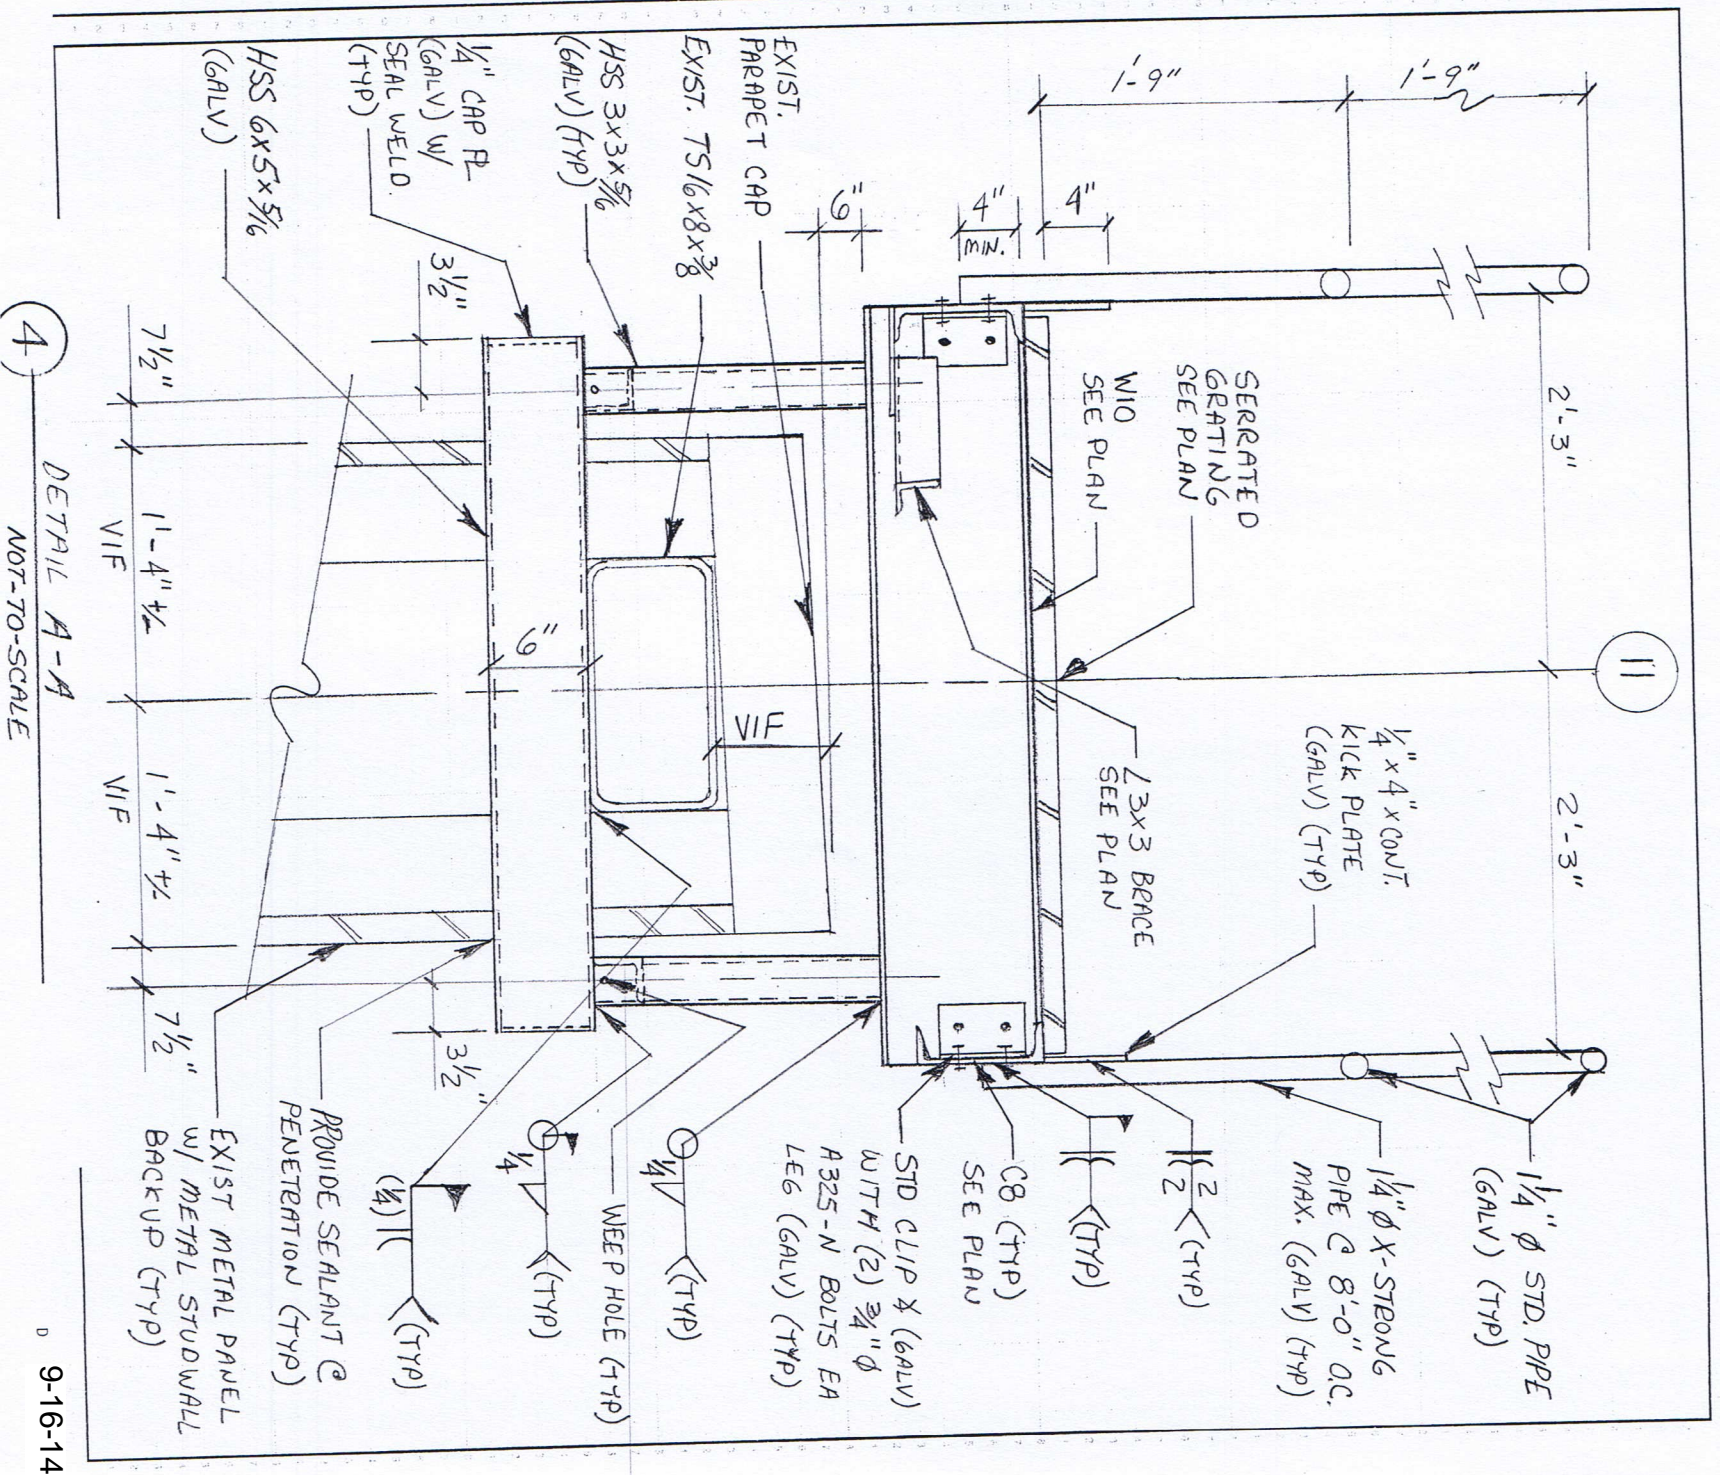 11
2'-3"
2'-3"
1'-9"
1'-9"
4"
4"
MIN.
6"
SERRATED
GRATING
SEE PLAN
W10
SEE PLAN
EXIST.
PARAPET CAP
EXIST. TS16x8x3/8
HSS 3x3x5/16
(GALV)(TYP)
1/4" CAP PL
(GALV) W/
SEAL WELD
(TYP)
HSS 6x5x5/16
(GALV)
1/4"x4"x CONT.
KICK PLATE
(GALV)(TYP)
L3x3 BRACE
SEE PLAN
VIF
6"
3 1/2"
3 1/2"
1 1/4" Ø STD. PIPE
(GALV)(TYP)
1 1/4" Ø X-STRONG
PIPE @ 8'-0" O.C.
MAX. (GALV)(TYP)
2
2
(TYP)
(TYP)
C8 (TYP)
SEE PLAN
STD CLIP ∠ (GALV)
WITH (2) 3/4" Ø
A325-N BOLTS EA
LEG (GALV)(TYP)
1/4
(TYP)
WEEP HOLE (TYP)
1/4
(TYP)
(1/4)
(TYP)
PROVIDE SEALANT @
PENETRATION (TYP)
EXIST METAL PANEL
W/ METAL STUDWALL
BACKUP (TYP)
7 1/2"
1'-4" +/-
1'-4" +/-
7 1/2"
VIF
VIF
4
DETAIL A-A
NOT-TO-SCALE
D
9-16-14